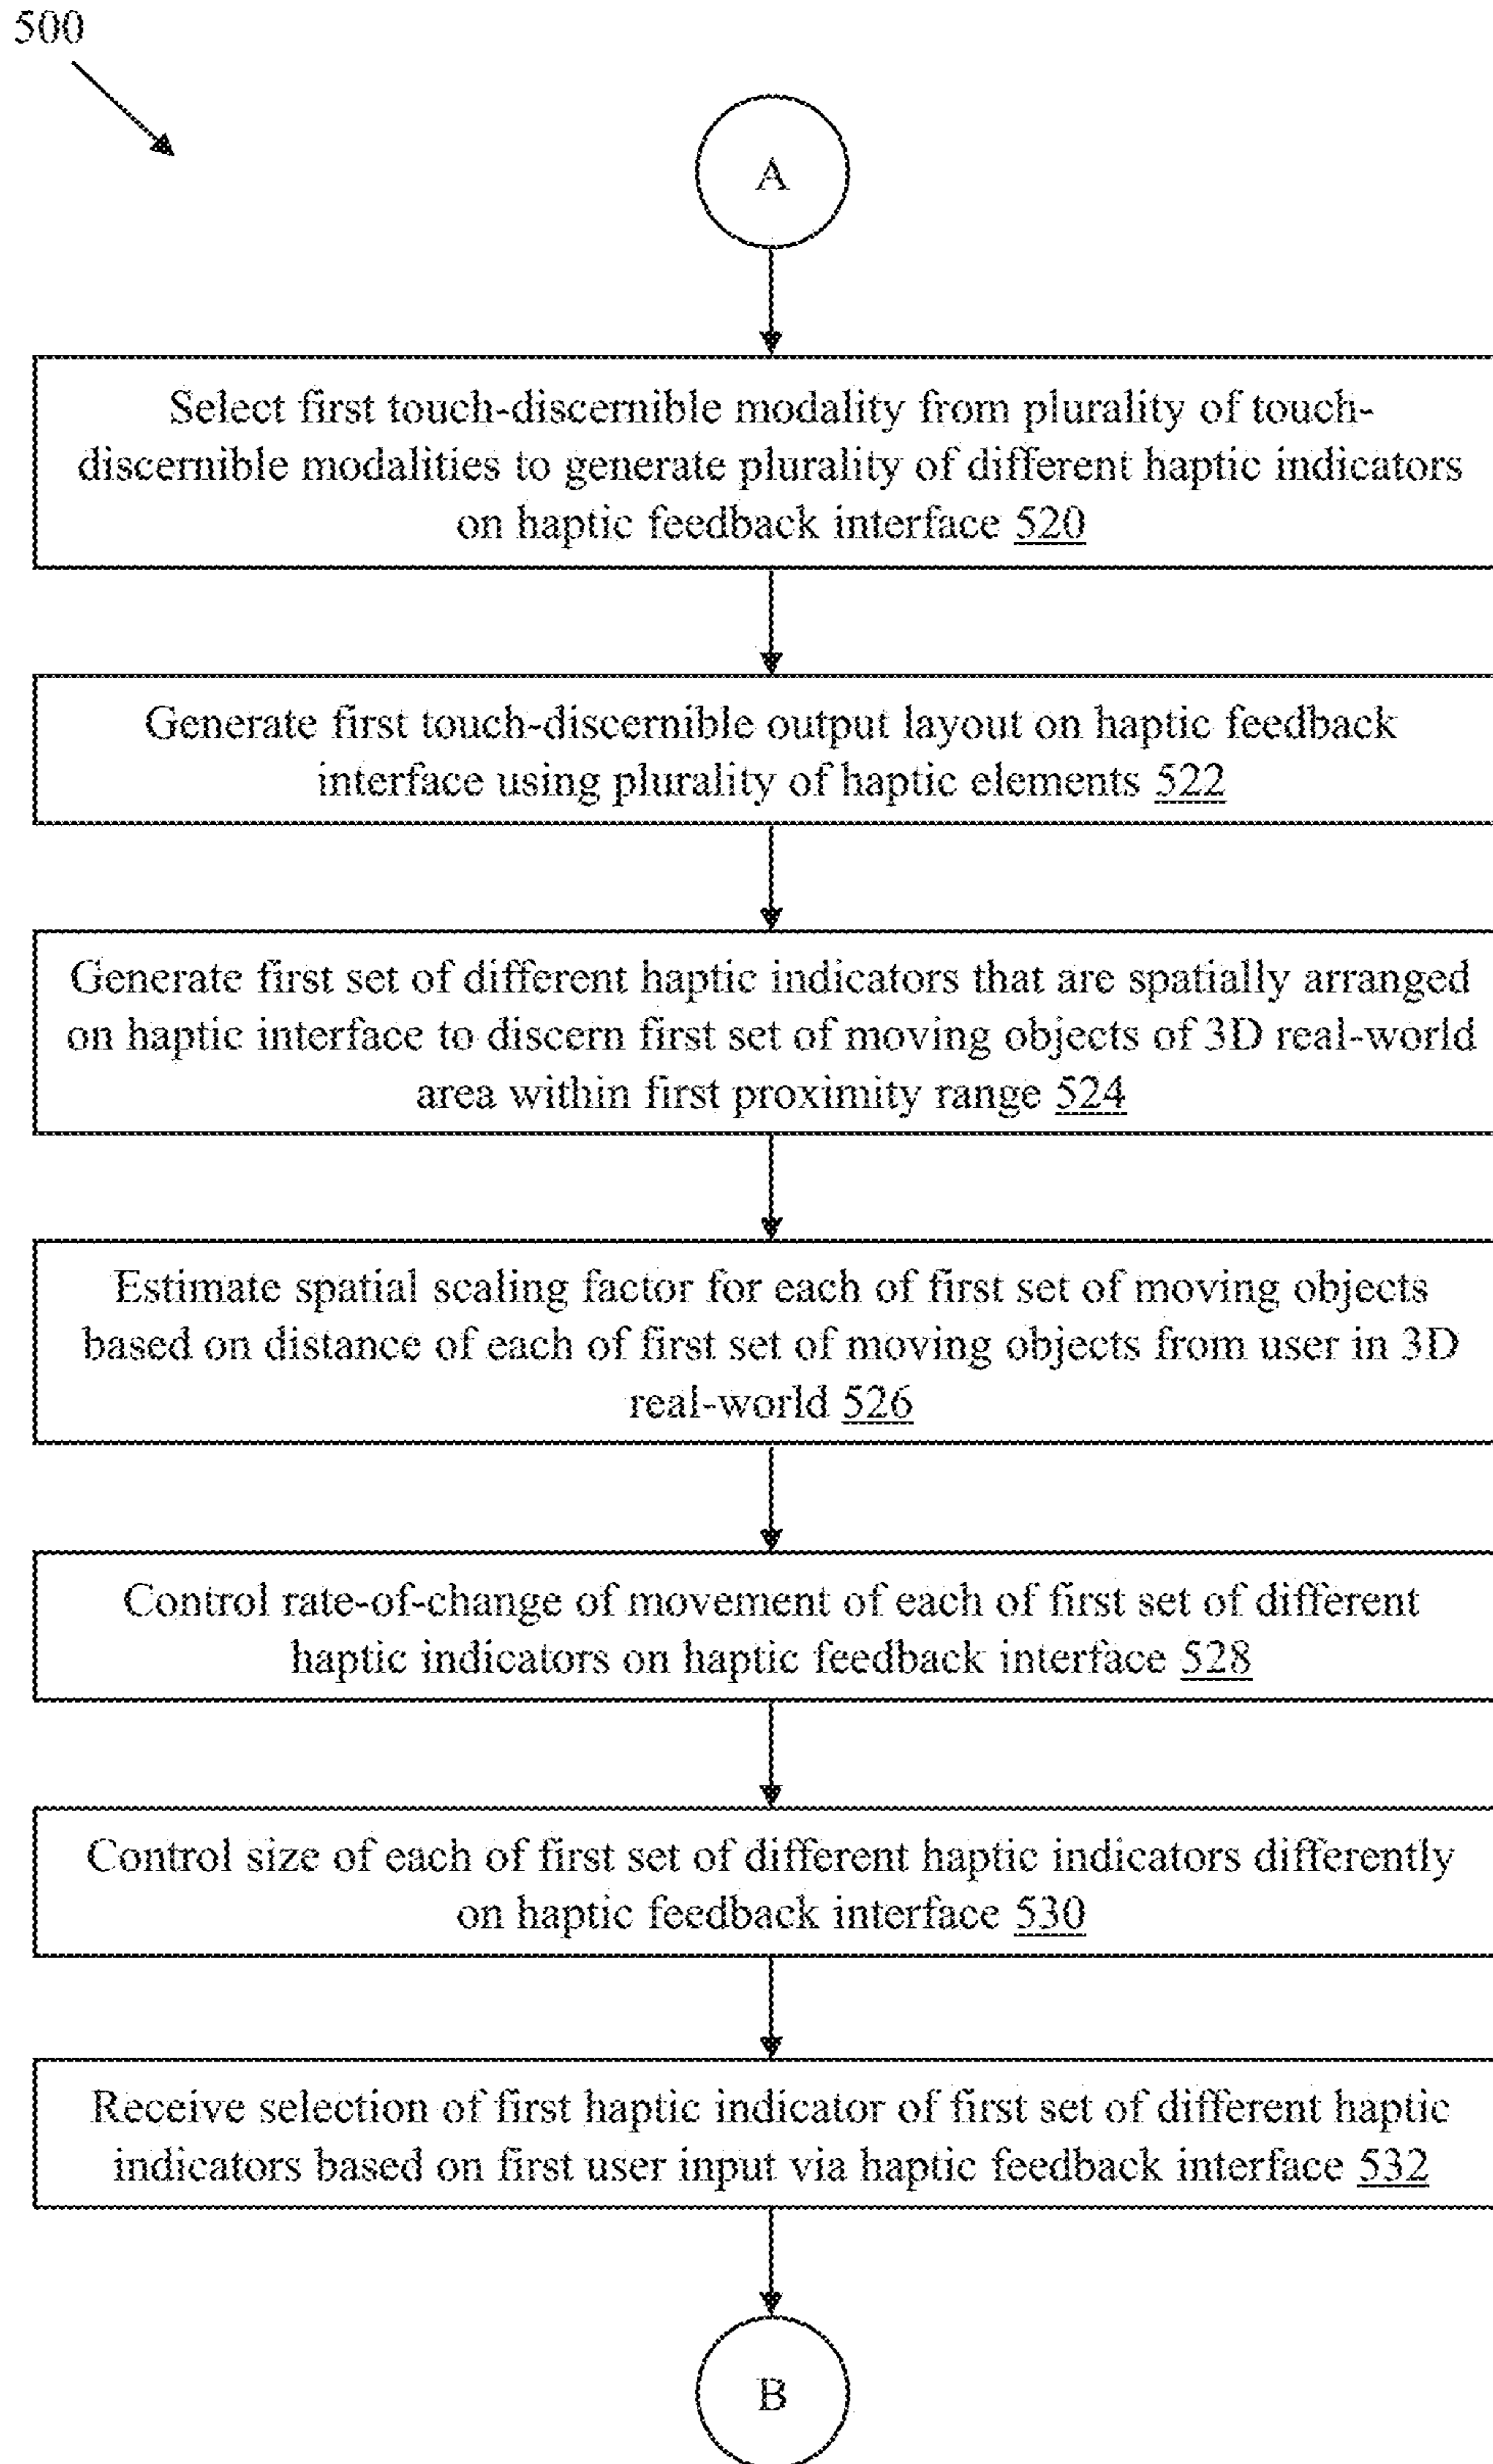 500
A
Select first touch-discernible modality from plurality of touch-
discernible modalities to generate plurality of different haptic indicators
on haptic feedback interface 520
Generate first touch-discernible output layout on haptic feedback
interface using plurality of haptic elements 522
Generate first set of different haptic indicators that are spatially arranged
on haptic interface to discern first set of moving objects of 3D real-world
area within first proximity range 524
Estimate spatial scaling factor for each of first set of moving objects
based on distance of each of first set of moving objects from user in 3D
real-world 526
Control rate-of-change of movement of each of first set of different
haptic indicators on haptic feedback interface 528
Control size of each of first set of different haptic indicators differently
on haptic feedback interface 530
Receive selection of first haptic indicator of first set of different haptic
indicators based on first user input via haptic feedback interface 532
B